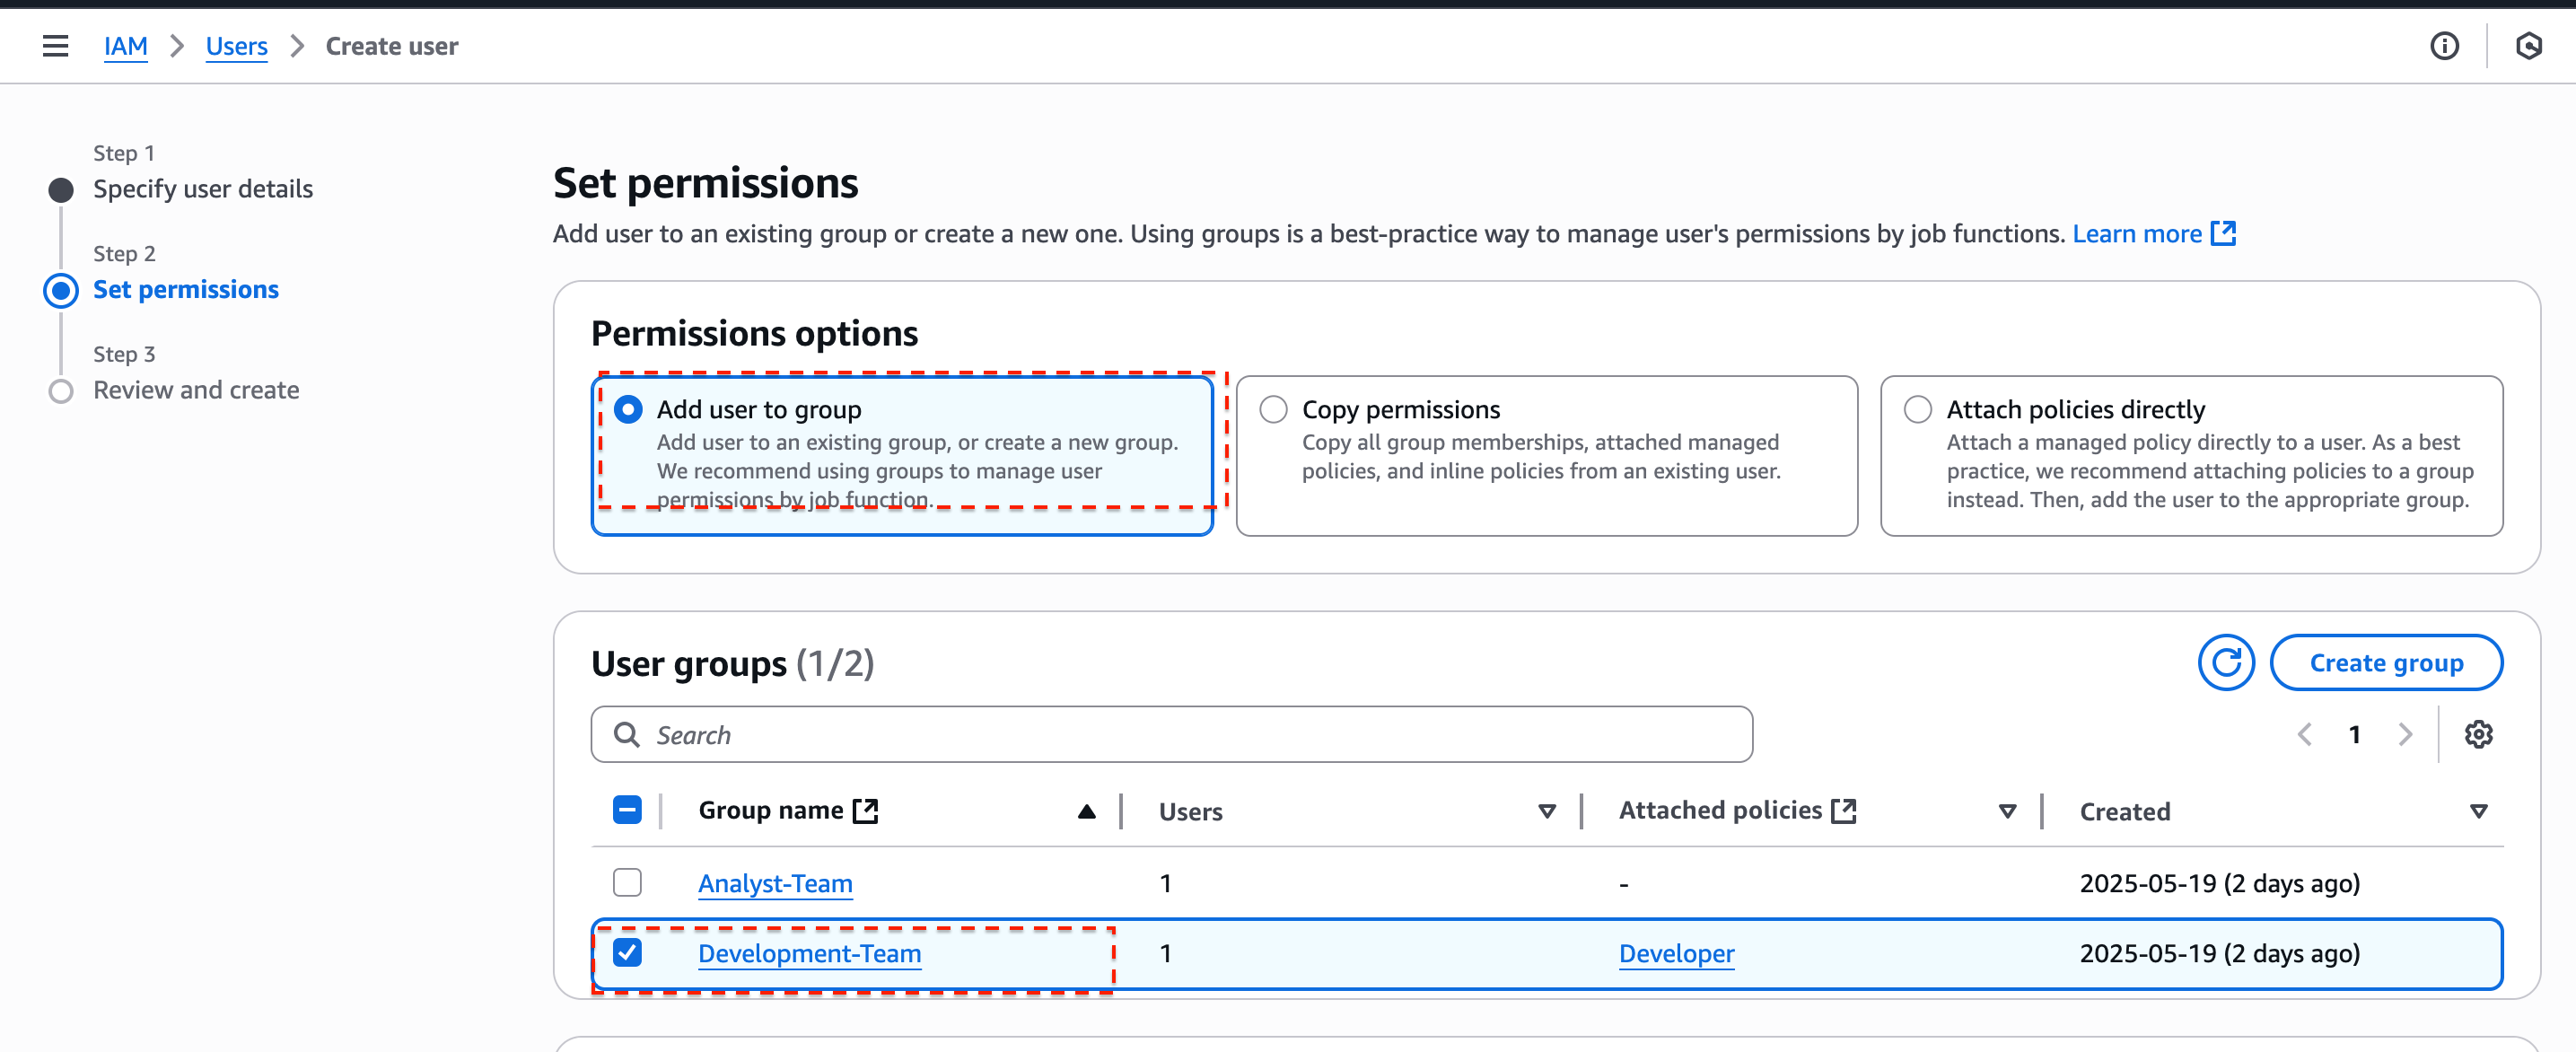 IAM > Users > Create user
Step 1
Specify user details
Step 2
Set permissions
Step 3
Review and create
Set permissions
Add user to an existing group or create a new one. Using groups is a best-practice way to manage user's permissions by job functions. Learn more
Permissions options
Add user to group
Add user to an existing group, or create a new group.
We recommend using groups to manage user
permissions by job function.
Copy permissions
Copy all group memberships, attached managed
policies, and inline policies from an existing user.
Attach policies directly
Attach a managed policy directly to a user. As a best
practice, we recommend attaching policies to a group
instead. Then, add the user to the appropriate group.
User groups (1/2)
Create group
Search
1
Group name Users Attached policies Created
Analyst-Team 1 - 2025-05-19 (2 days ago)
Development-Team 1 Developer 2025-05-19 (2 days ago)